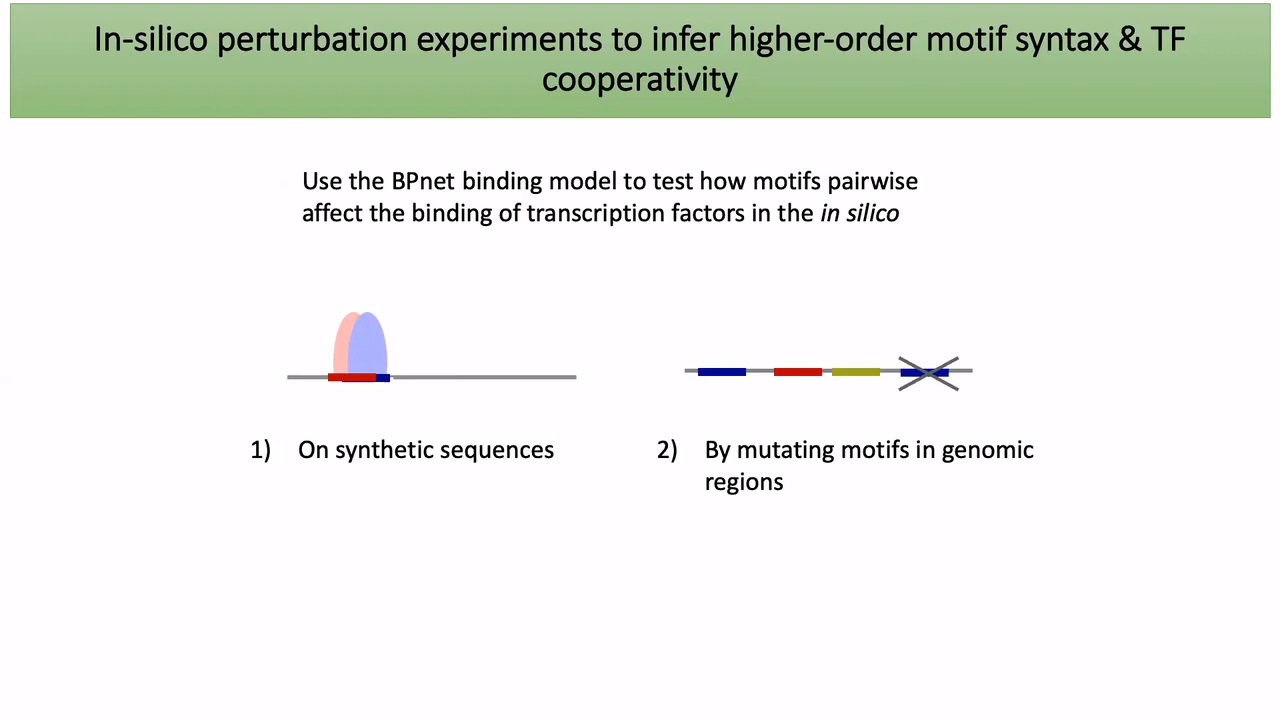 In-silico perturbation experiments to infer higher-order motif syntax & TF
cooperativity
Use the BPnet binding model to test how motifs pairwise
affect the binding of transcription factors in the in silico
1) On synthetic sequences
2) By mutating motifs in genomic
regions